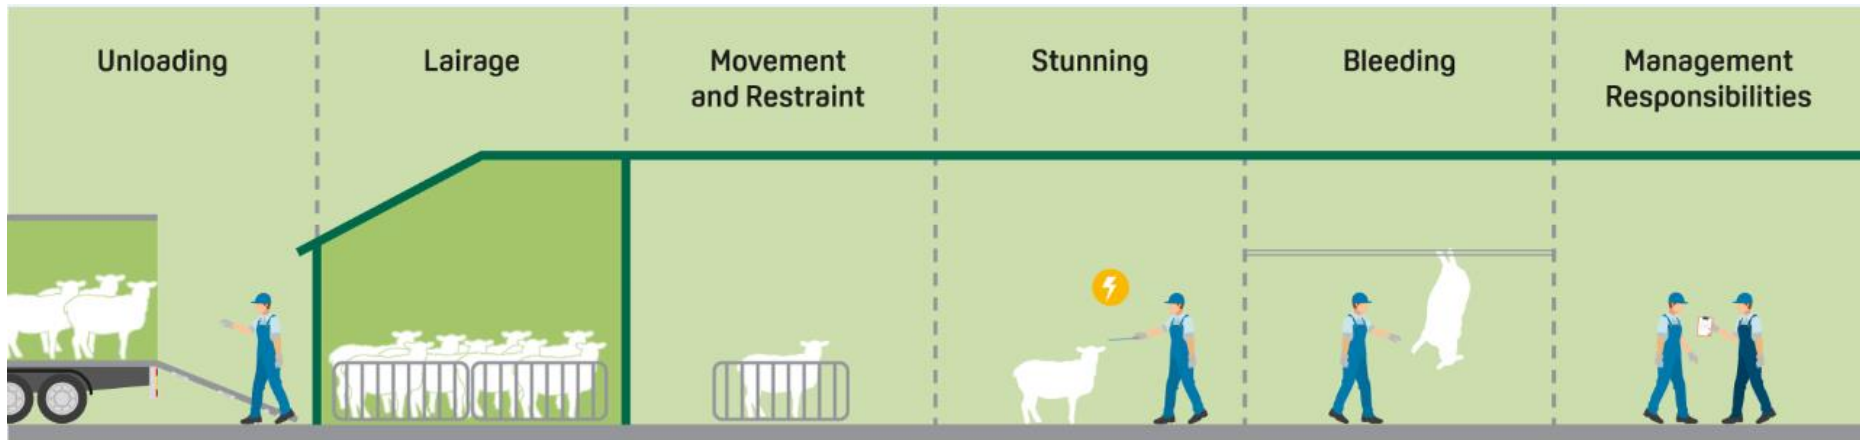 Unloading
Lairage
Movement
and Restraint
Stunning
Bleeding
Management
Responsibilities